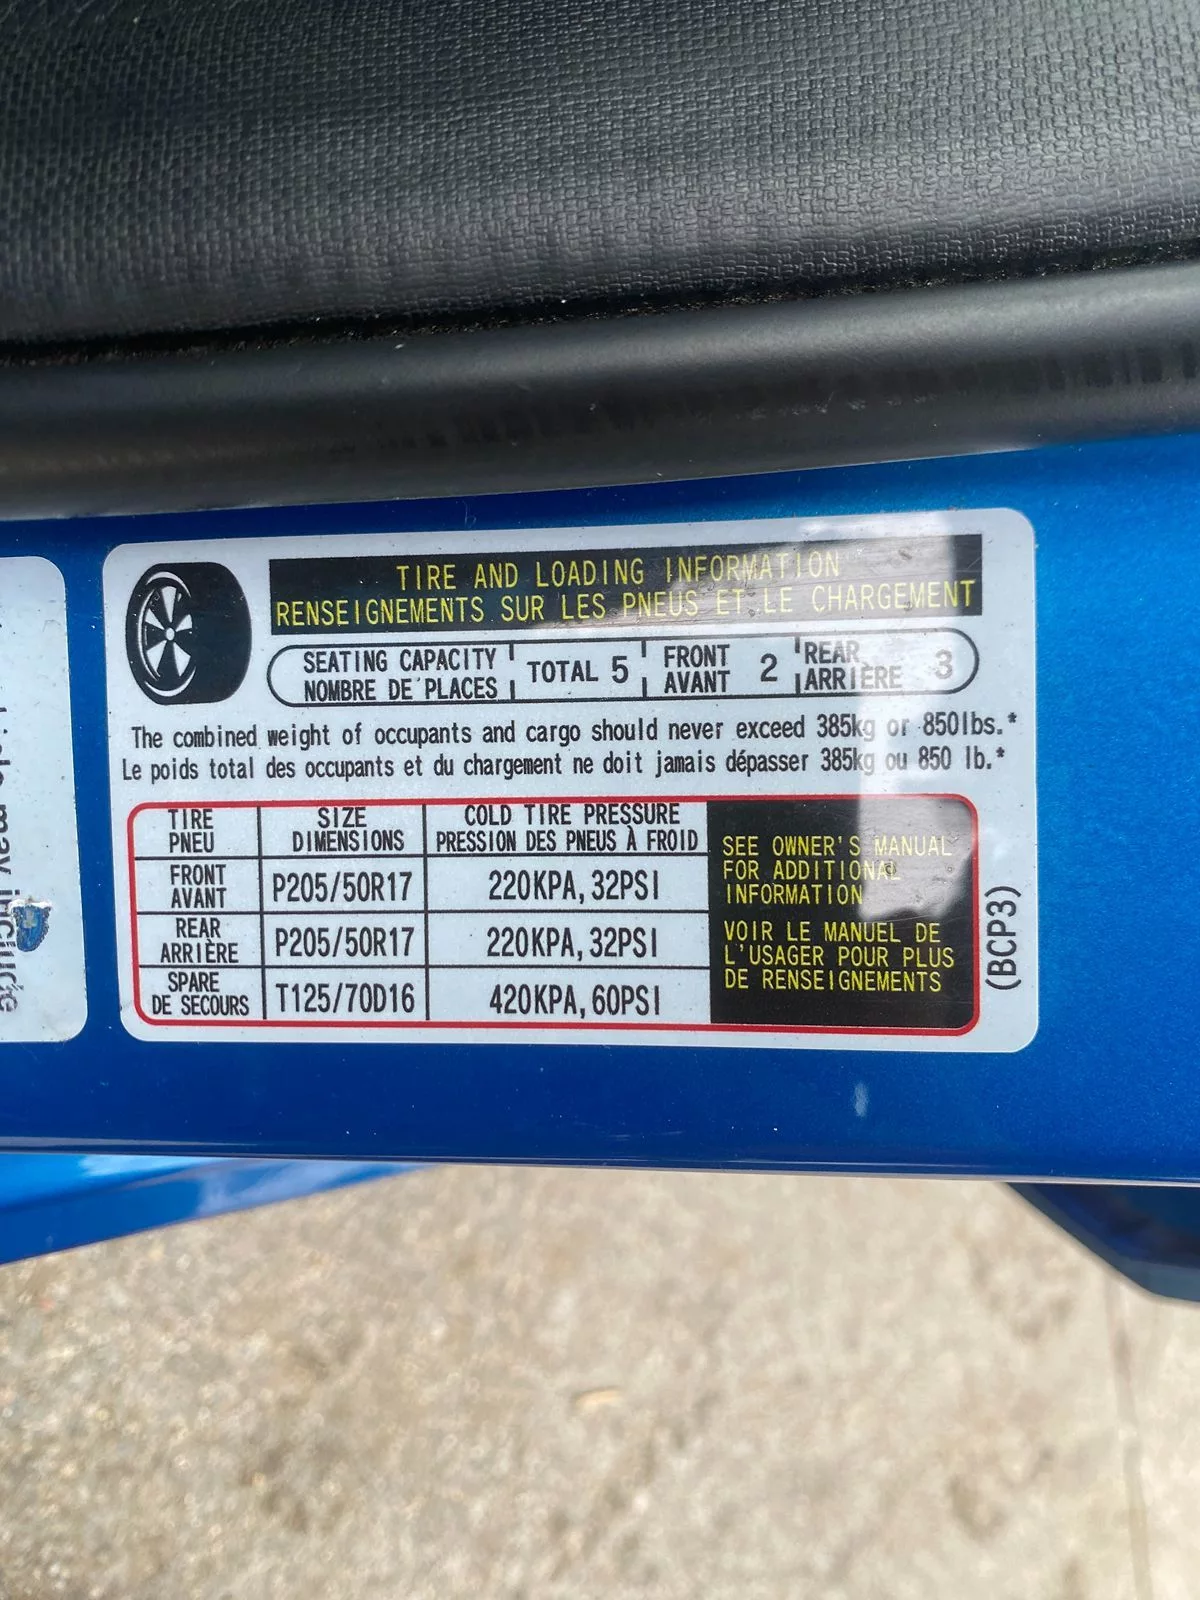 TIRE AND LOADING INFORMATION
RENSEIGNEMENTS SUR LES PNEUS ET LE CHARGEMENT
SEATING CAPACITY TOTAL 5 FRONT 2 REAR 3
NOMBRE DE PLACES AVANT ARRIÈRE
The combined weight of occupants and cargo should never exceed 385kg or 850lbs.*
Le poids total des occupants et du chargement ne doit jamais dépasser 385kg ou 850 lb.*
TIRE SIZE COLD TIRE PRESSURE
PNEU DIMENSIONS PRESSION DES PNEUS À FROID
FRONT
AVANT P205/50R17 220KPA, 32PSI
REAR
ARRIÈRE P205/50R17 220KPA, 32PSI
SPARE
DE SECOURS T125/70D16 420KPA, 60PSI
SEE OWNER'S MANUAL
FOR ADDITIONAL
INFORMATION
VOIR LE MANUEL DE
L'USAGER POUR PLUS
DE RENSEIGNEMENTS
(BCP3)
may include